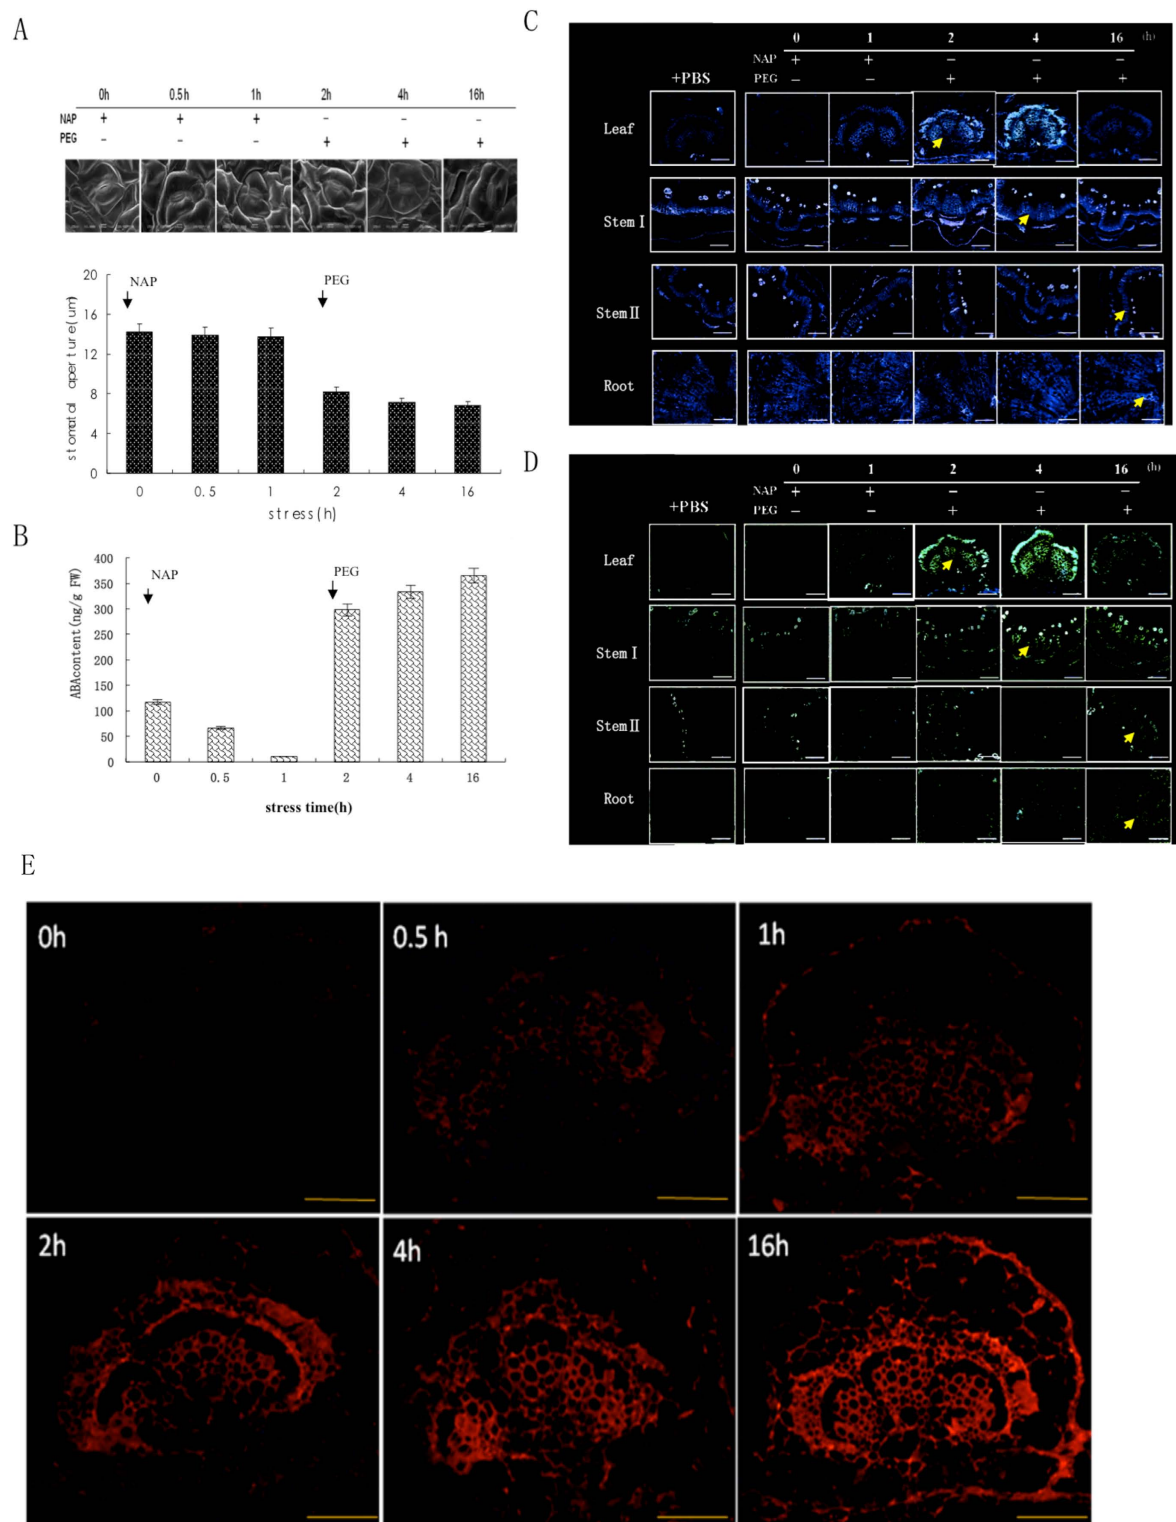 A
0h 0.5h 1h 2h 4h 16h
NAP + + + − − −
PEG − − − + + +
stomatal aperture(um)
20
16
12
8
4
0
NAP
PEG
0 0.5 1 2 4 16
stress(h)
B
ABAcontent(ng/g FW)
400
350
300
250
200
150
100
50
0
NAP
PEG
0 0.5 1 2 4 16
stress time(h)
C
0 1 2 4 16 (h)
NAP + + − − −
+PBS PEG − − + + +
Leaf
Stem I
Stem II
Root
D
0 1 2 4 16 (h)
NAP + + − − −
+PBS PEG − − + + +
Leaf
Stem I
Stem II
Root
E
0h 0.5 h 1h
2h 4h 16h